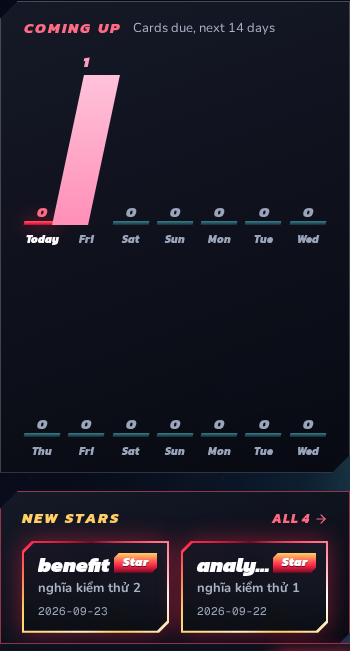 COMING UP Cards due, next 14 days
1
0 0 0 0 0 0
Today Fri Sat Sun Mon Tue Wed
0 0 0 0 0 0 0
Thu Fri Sat Sun Mon Tue Wed
NEW STARS ALL 4 →
benefit Star analy... Star
nghĩa kiểm thử 2 nghĩa kiểm thử 1
2026-09-23 2026-09-22